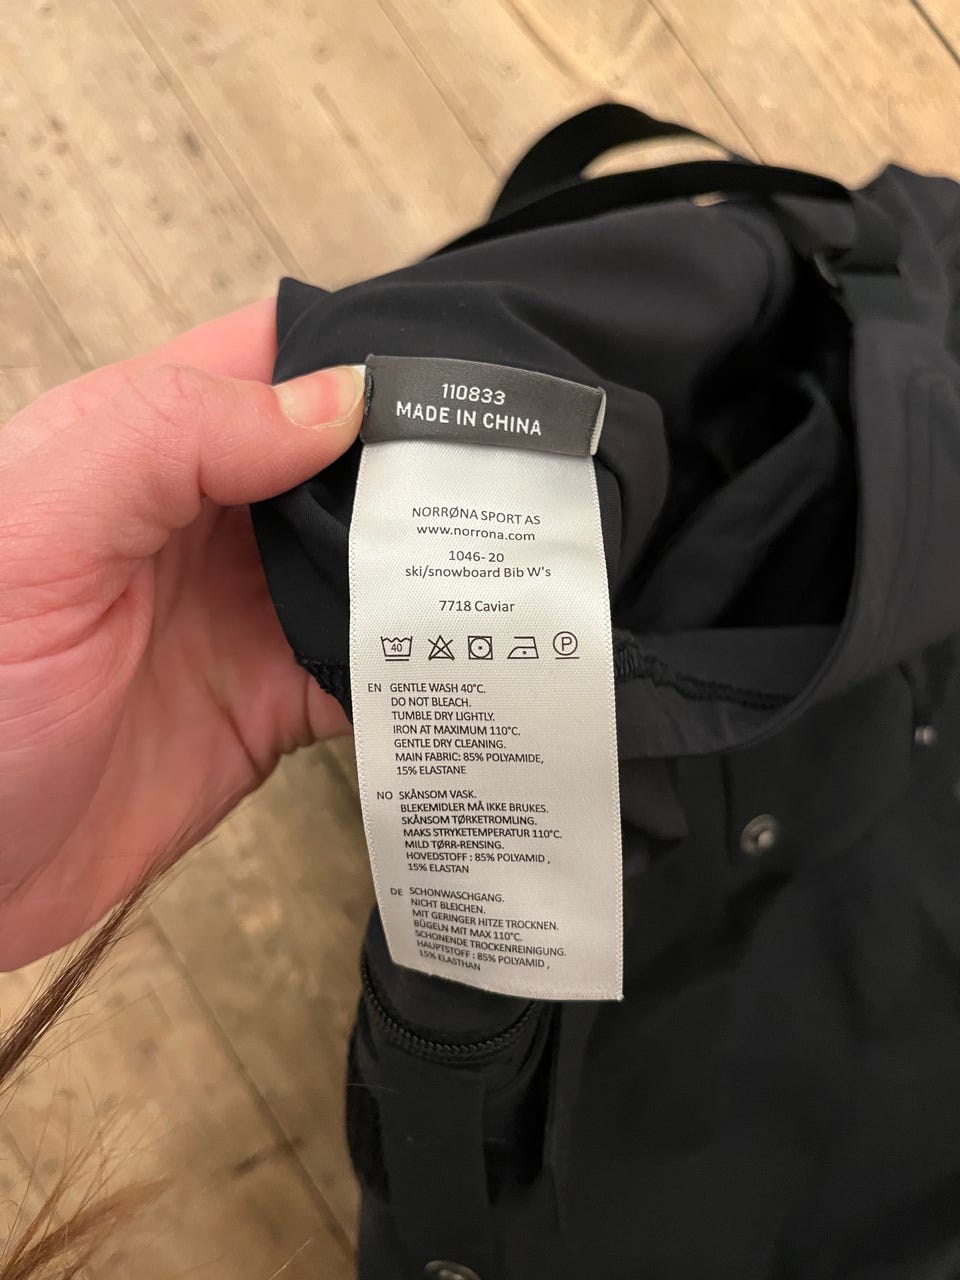 110833
MADE IN CHINA
NORRØNA SPORT AS
www.norrona.com
1046-20
ski/snowboard Bib W's
7718 Caviar
40 P
EN GENTLE WASH 40°C.
DO NOT BLEACH.
TUMBLE DRY LIGHTLY.
IRON AT MAXIMUM 110°C.
GENTLE DRY CLEANING.
MAIN FABRIC: 85% POLYAMIDE,
15% ELASTANE
NO SKÅNSOM VASK.
BLEKEMIDLER MÅ IKKE BRUKES.
SKÅNSOM TØRKETROMLING.
MAKS STRYKETEMPERATUR 110°C.
MILD TØRR-RENSING.
HOVEDSTOFF : 85% POLYAMID ,
15% ELASTAN
DE SCHONWASCHGANG.
NICHT BLEICHEN.
MIT GERINGER HITZE TROCKNEN.
BÜGELN MIT MAX 110°C.
SCHONENDE TROCKENREINIGUNG.
HAUPTSTOFF : 85% POLYAMID ,
15% ELASTHAN